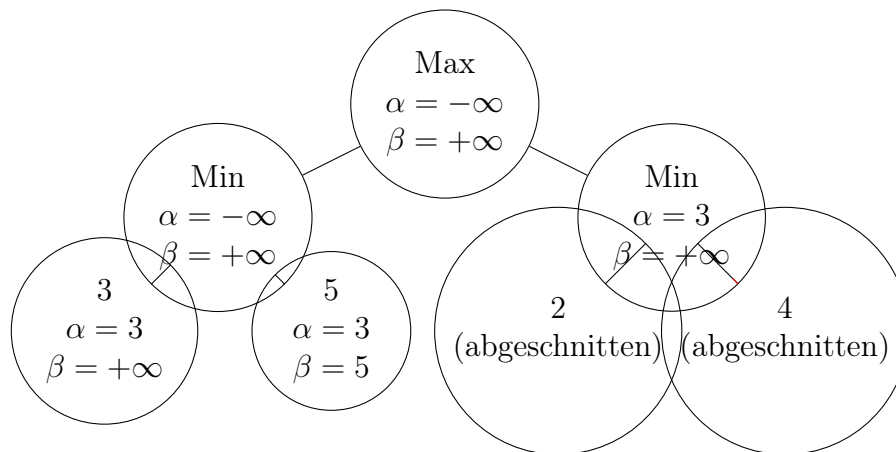 Max
α = −∞
β = +∞
Min
α = −∞
β = +∞
Min
α = 3
β = +∞
3
α = 3
β = +∞
5
α = 3
β = 5
2
(abgeschnitten)
4
(abgeschnitten)